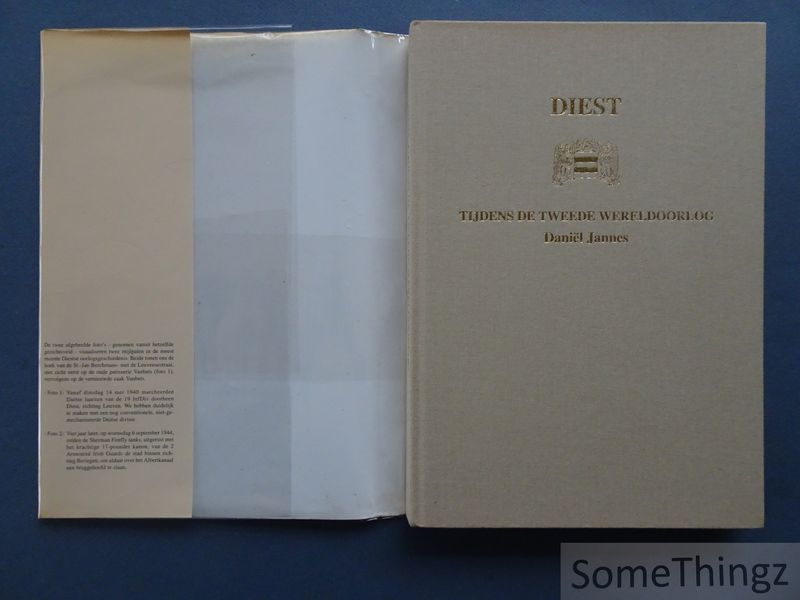 De twee afgebeelde foto's - genomen vanuit hetzelfde
gezichtsveld - visualiseren twee mijlpalen in de meest
recente Diestse oorlogsgeschiedenis. Beide tonen ons de
hoek van de St.-Jan Berchmans- met de Leuvensestraat,
met zicht eerst op de oude patisserie Vanbets (foto 1),
vervolgens op de vernieuwde zaak Vanbets.
Foto 1: Vanaf dinsdag 14 mei 1940 marcheerden
Duitse laarzen van de 19 InfDiv doorheen
Diest, richting Leuven. We hebben duidelijk
te maken met een nog conventionele, niet-ge-
mechaniseerde Duitse divisie.
Foto 2: Vier jaar later, op woensdag 6 september 1944,
rolden de Sherman Firefly tanks, uitgerust met
het krachtige 17-pounder kanon, van de 2
Armoured Irish Guards de stad binnen rich-
ting Beringen, om aldaar over het Albertkanaal
een bruggehoofd te slaan.
DIEST
TIJDENS DE TWEEDE WERELDOORLOG
Daniël Jannes
SomeThingz